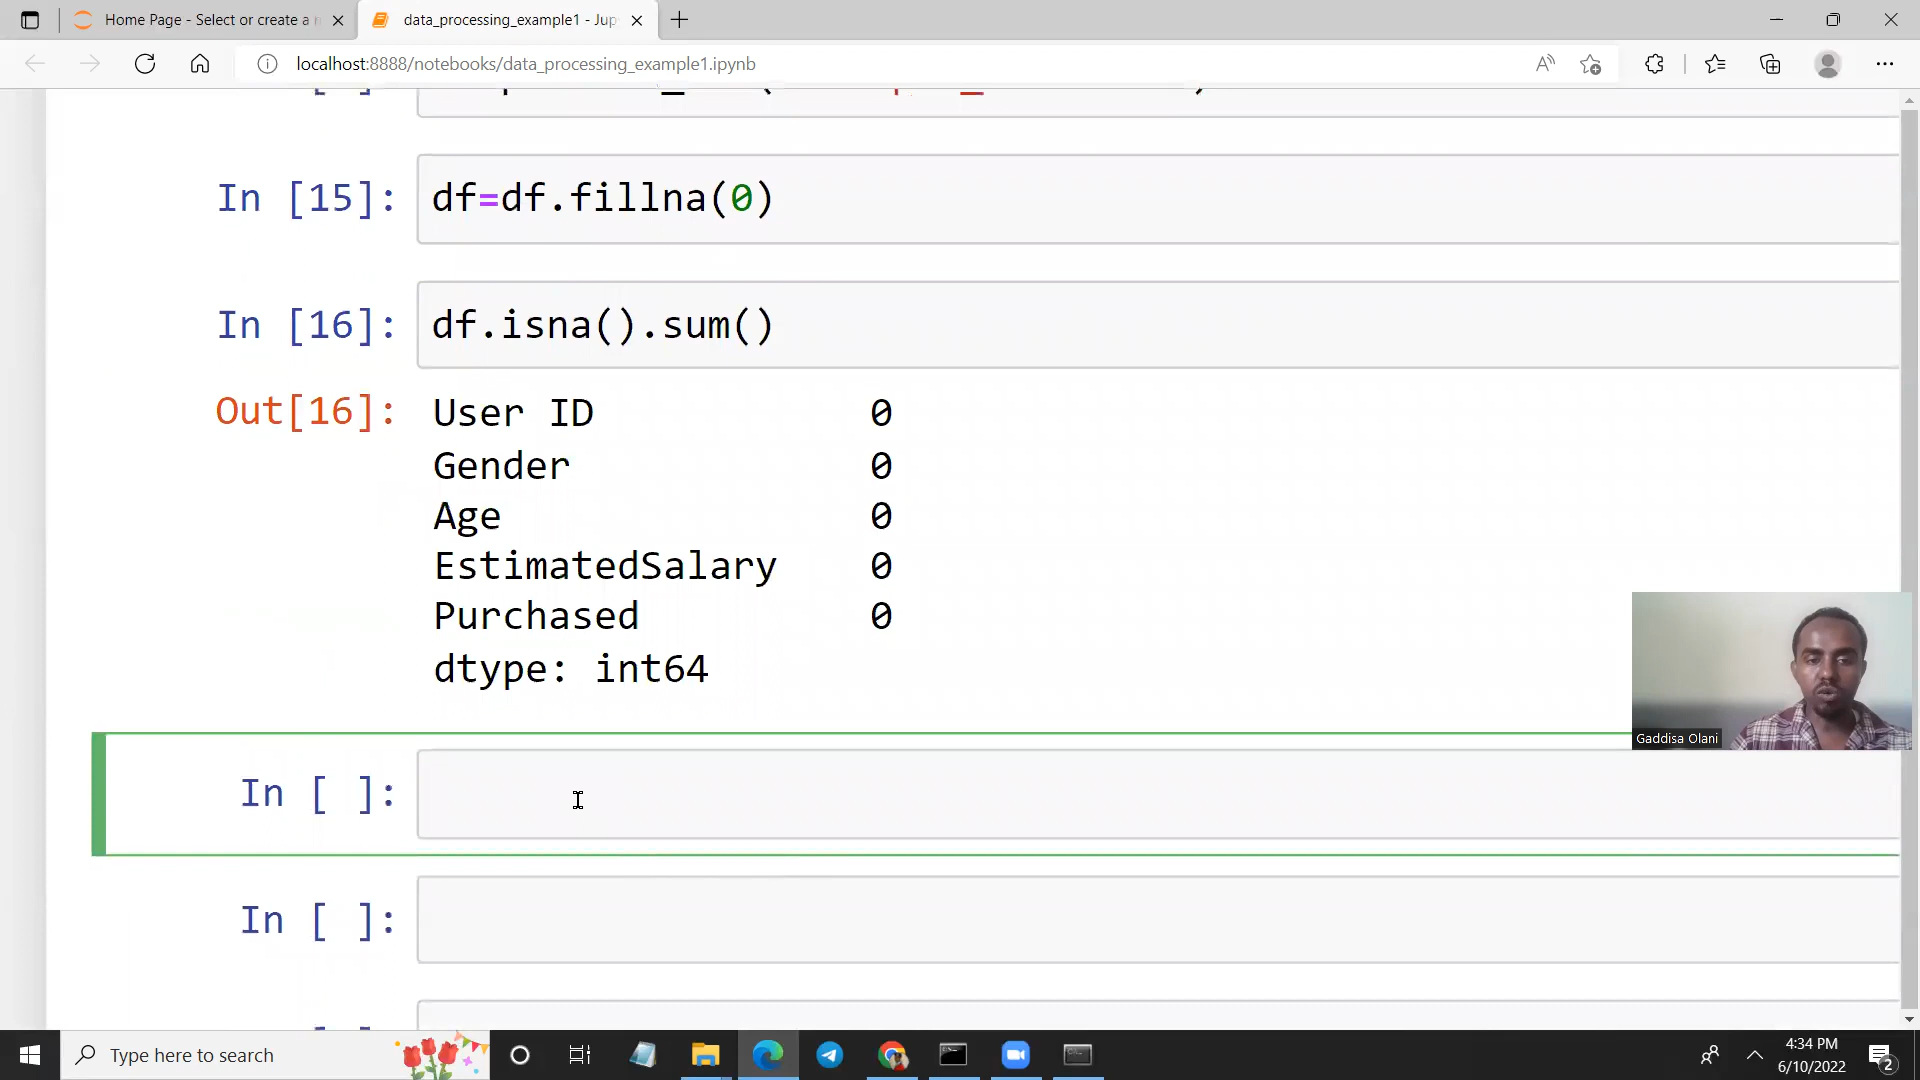 Home Page - Select or create a n
data_processing_example1 - Jup
localhost:8888/notebooks/data_processing_example1.ipynb
In [15]: df=df.fillna(0)
In [16]: df.isna().sum()
Out[16]: User ID 0
Gender 0
Age 0
EstimatedSalary 0
Purchased 0
dtype: int64
Gaddisa Olani
In [ ]:
In [ ]:
Type here to search
4:34 PM
6/10/2022
2